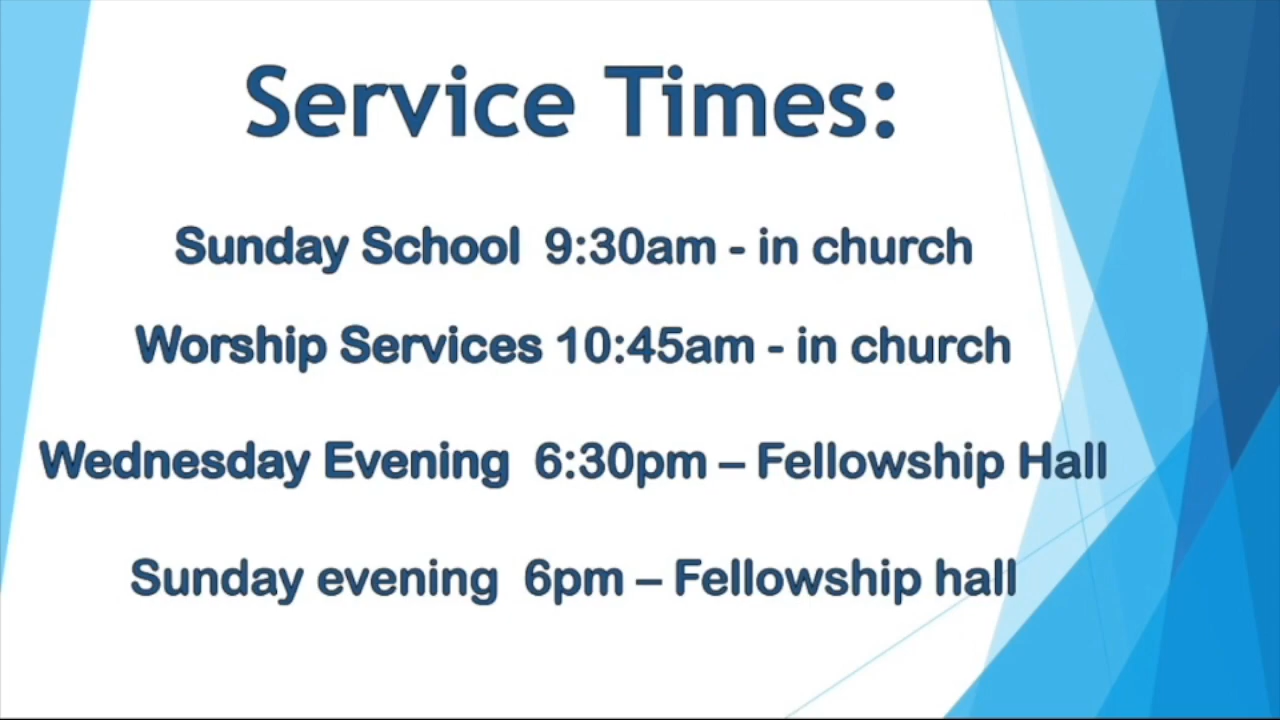 Service Times:
Sunday School 9:30am - in church
Worship Services 10:45am - in church
Wednesday Evening 6:30pm – Fellowship Hall
Sunday evening 6pm – Fellowship hall